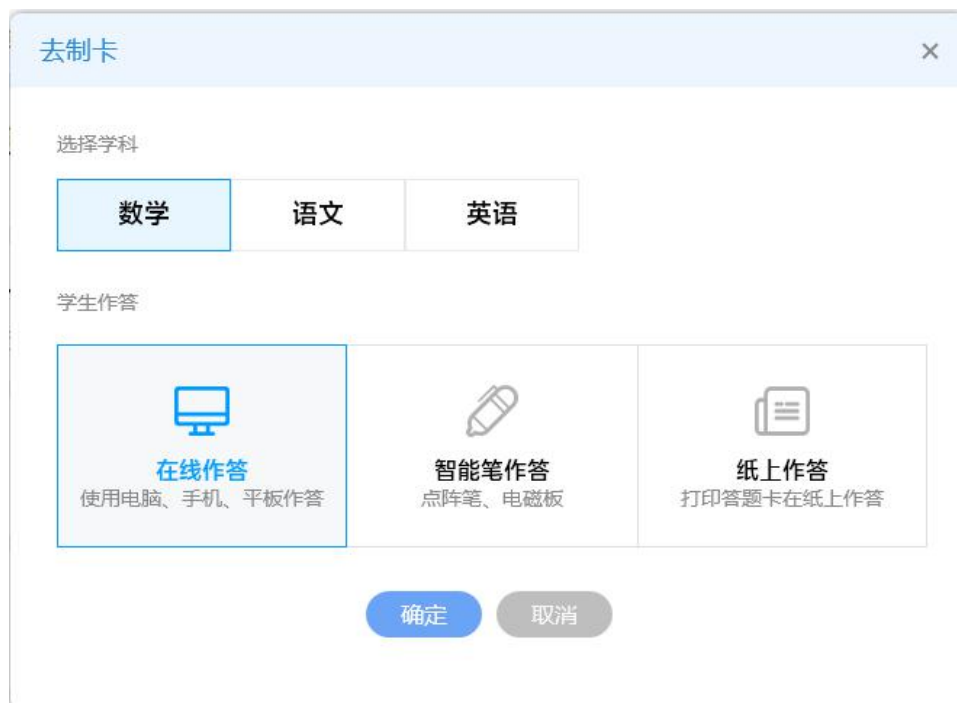 去制卡
选择学科
数学 语文 英语
学生作答
在线作答 智能笔作答 纸上作答
使用电脑、手机、平板作答 点阵笔、电磁板 打印答题卡在纸上作答
确定 取消